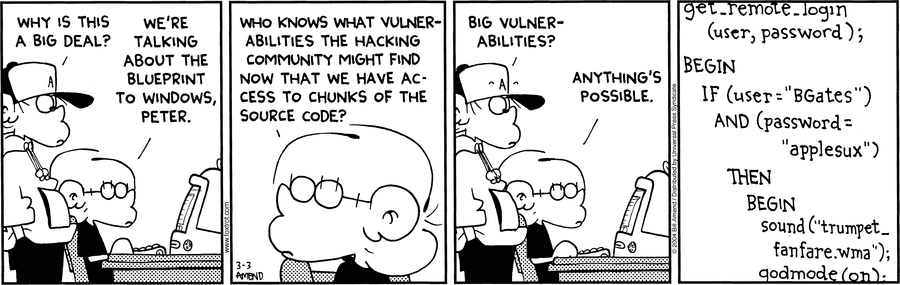 WHY IS THIS
A BIG DEAL?
WE'RE
TALKING
ABOUT THE
BLUEPRINT
TO WINDOWS,
PETER.
A
www.foxtrot.com
WHO KNOWS WHAT VULNER-
ABILITIES THE HACKING
COMMUNITY MIGHT FIND
NOW THAT WE HAVE AC-
CESS TO CHUNKS OF THE
SOURCE CODE?
3-3
AMEND
BIG VULNER-
ABILITIES?
ANYTHING'S
POSSIBLE.
A
© 2004 Bill Amend / Distributed by Universal Press Syndicate
get_remote_login
(user, password);
BEGIN
IF (user="BGates")
AND (password=
"applesux")
THEN
BEGIN
sound ("trumpet_
fanfare.wma");
godmode(on);